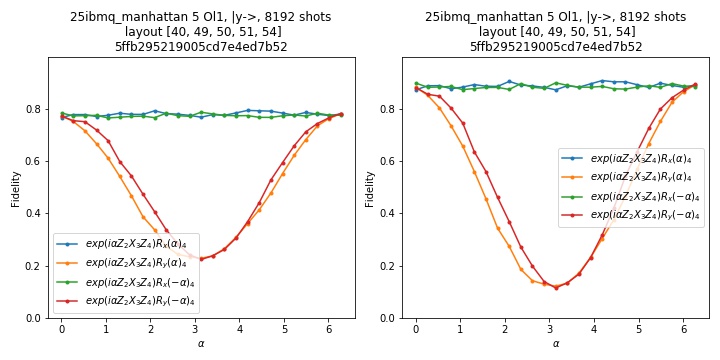 25ibmq_manhattan 5 Ol1, |y->, 8192 shots
layout [40, 49, 50, 51, 54]
5ffb295219005cd7e4ed7b52
Fidelity
0.8
0.6
0.4
0.2
0.0
exp(iαZ₂X₃Z₄)Rₓ(α)₄
exp(iαZ₂X₃Z₄)Rᵧ(α)₄
exp(iαZ₂X₃Z₄)Rₓ(−α)₄
exp(iαZ₂X₃Z₄)Rᵧ(−α)₄
0 1 2 3 4 5 6
α
25ibmq_manhattan 5 Ol1, |y->, 8192 shots
layout [40, 49, 50, 51, 54]
5ffb295219005cd7e4ed7b52
Fidelity
0.8
0.6
0.4
0.2
0.0
exp(iαZ₂X₃Z₄)Rₓ(α)₄
exp(iαZ₂X₃Z₄)Rᵧ(α)₄
exp(iαZ₂X₃Z₄)Rₓ(−α)₄
exp(iαZ₂X₃Z₄)Rᵧ(−α)₄
0 1 2 3 4 5 6
α